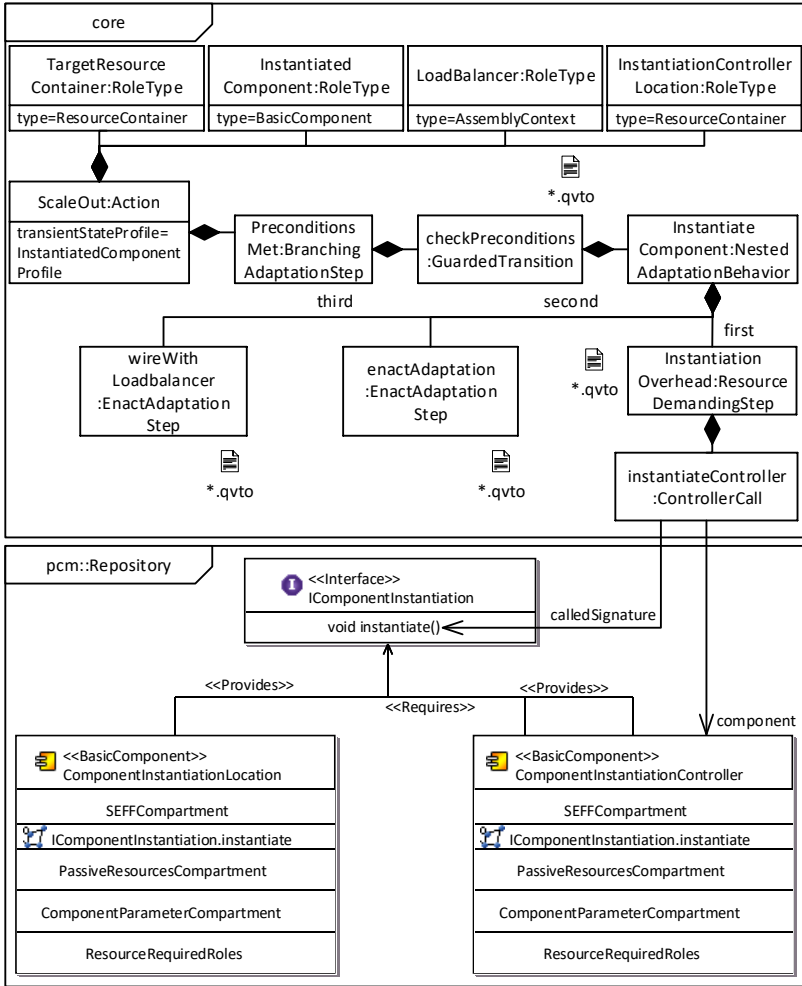 core
TargetResource
Container:RoleType
type=ResourceContainer
Instantiated
Component:RoleType
type=BasicComponent
LoadBalancer:RoleType
type=AssemblyContext
InstantiationController
Location:RoleType
type=ResourceContainer
*.qvto
ScaleOut:Action
transientStateProfile=
InstantiatedComponent
Profile
Preconditions
Met:Branching
AdaptationStep
checkPreconditions
:GuardedTransition
Instantiate
Component:Nested
AdaptationBehavior
third
second
first
wireWith
Loadbalancer
:EnactAdaptation
Step
enactAdaptation
:EnactAdaptation
Step
*.qvto
Instantiation
Overhead:Resource
DemandingStep
*.qvto
*.qvto
instantiateController
:ControllerCall
pcm::Repository
I
<<Interface>>
IComponentInstantiation
void instantiate()
calledSignature
<<Provides>>
<<Requires>>
<<Provides>>
component
<<BasicComponent>>
ComponentInstantiationLocation
SEFFCompartment
IComponentInstantiation.instantiate
PassiveResourcesCompartment
ComponentParameterCompartment
ResourceRequiredRoles
<<BasicComponent>>
ComponentInstantiationController
SEFFCompartment
IComponentInstantiation.instantiate
PassiveResourcesCompartment
ComponentParameterCompartment
ResourceRequiredRoles